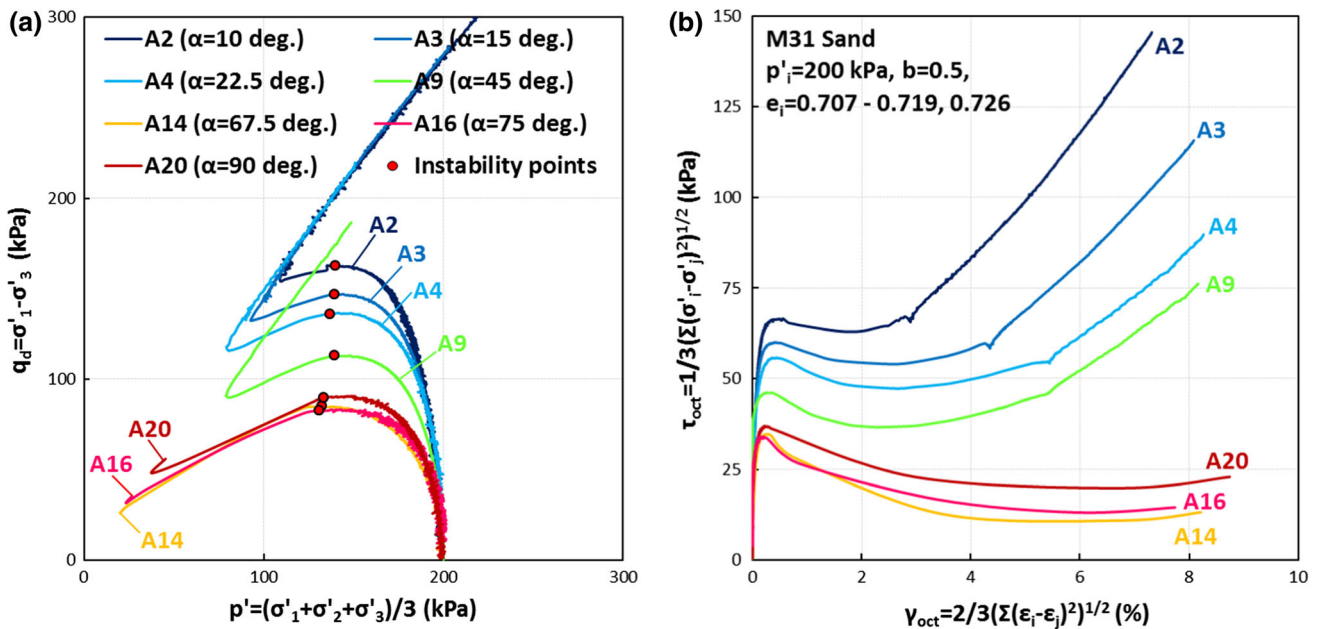 (a)
300
200
100
0
q_d=σ'₁-σ'₃ (kPa)
A2 (α=10 deg.)
A3 (α=15 deg.)
A4 (α=22.5 deg.)
A9 (α=45 deg.)
A14 (α=67.5 deg.)
A16 (α=75 deg.)
A20 (α=90 deg.)
Instability points
A2
A3
A4
A9
A20
A16
A14
0
100
200
300
p'=(σ'₁+σ'₂+σ'₃)/3 (kPa)
(b)
150
125
100
75
50
25
0
τ_oct=1/3(Σ(σ'ᵢ-σ'ⱼ)²)^1/2 (kPa)
M31 Sand
p'ᵢ=200 kPa, b=0.5,
eᵢ=0.707 - 0.719, 0.726
A2
A3
A4
A9
A20
A16
A14
0
2
4
6
8
10
γ_oct=2/3(Σ(εᵢ-εⱼ)²)^1/2 (%)